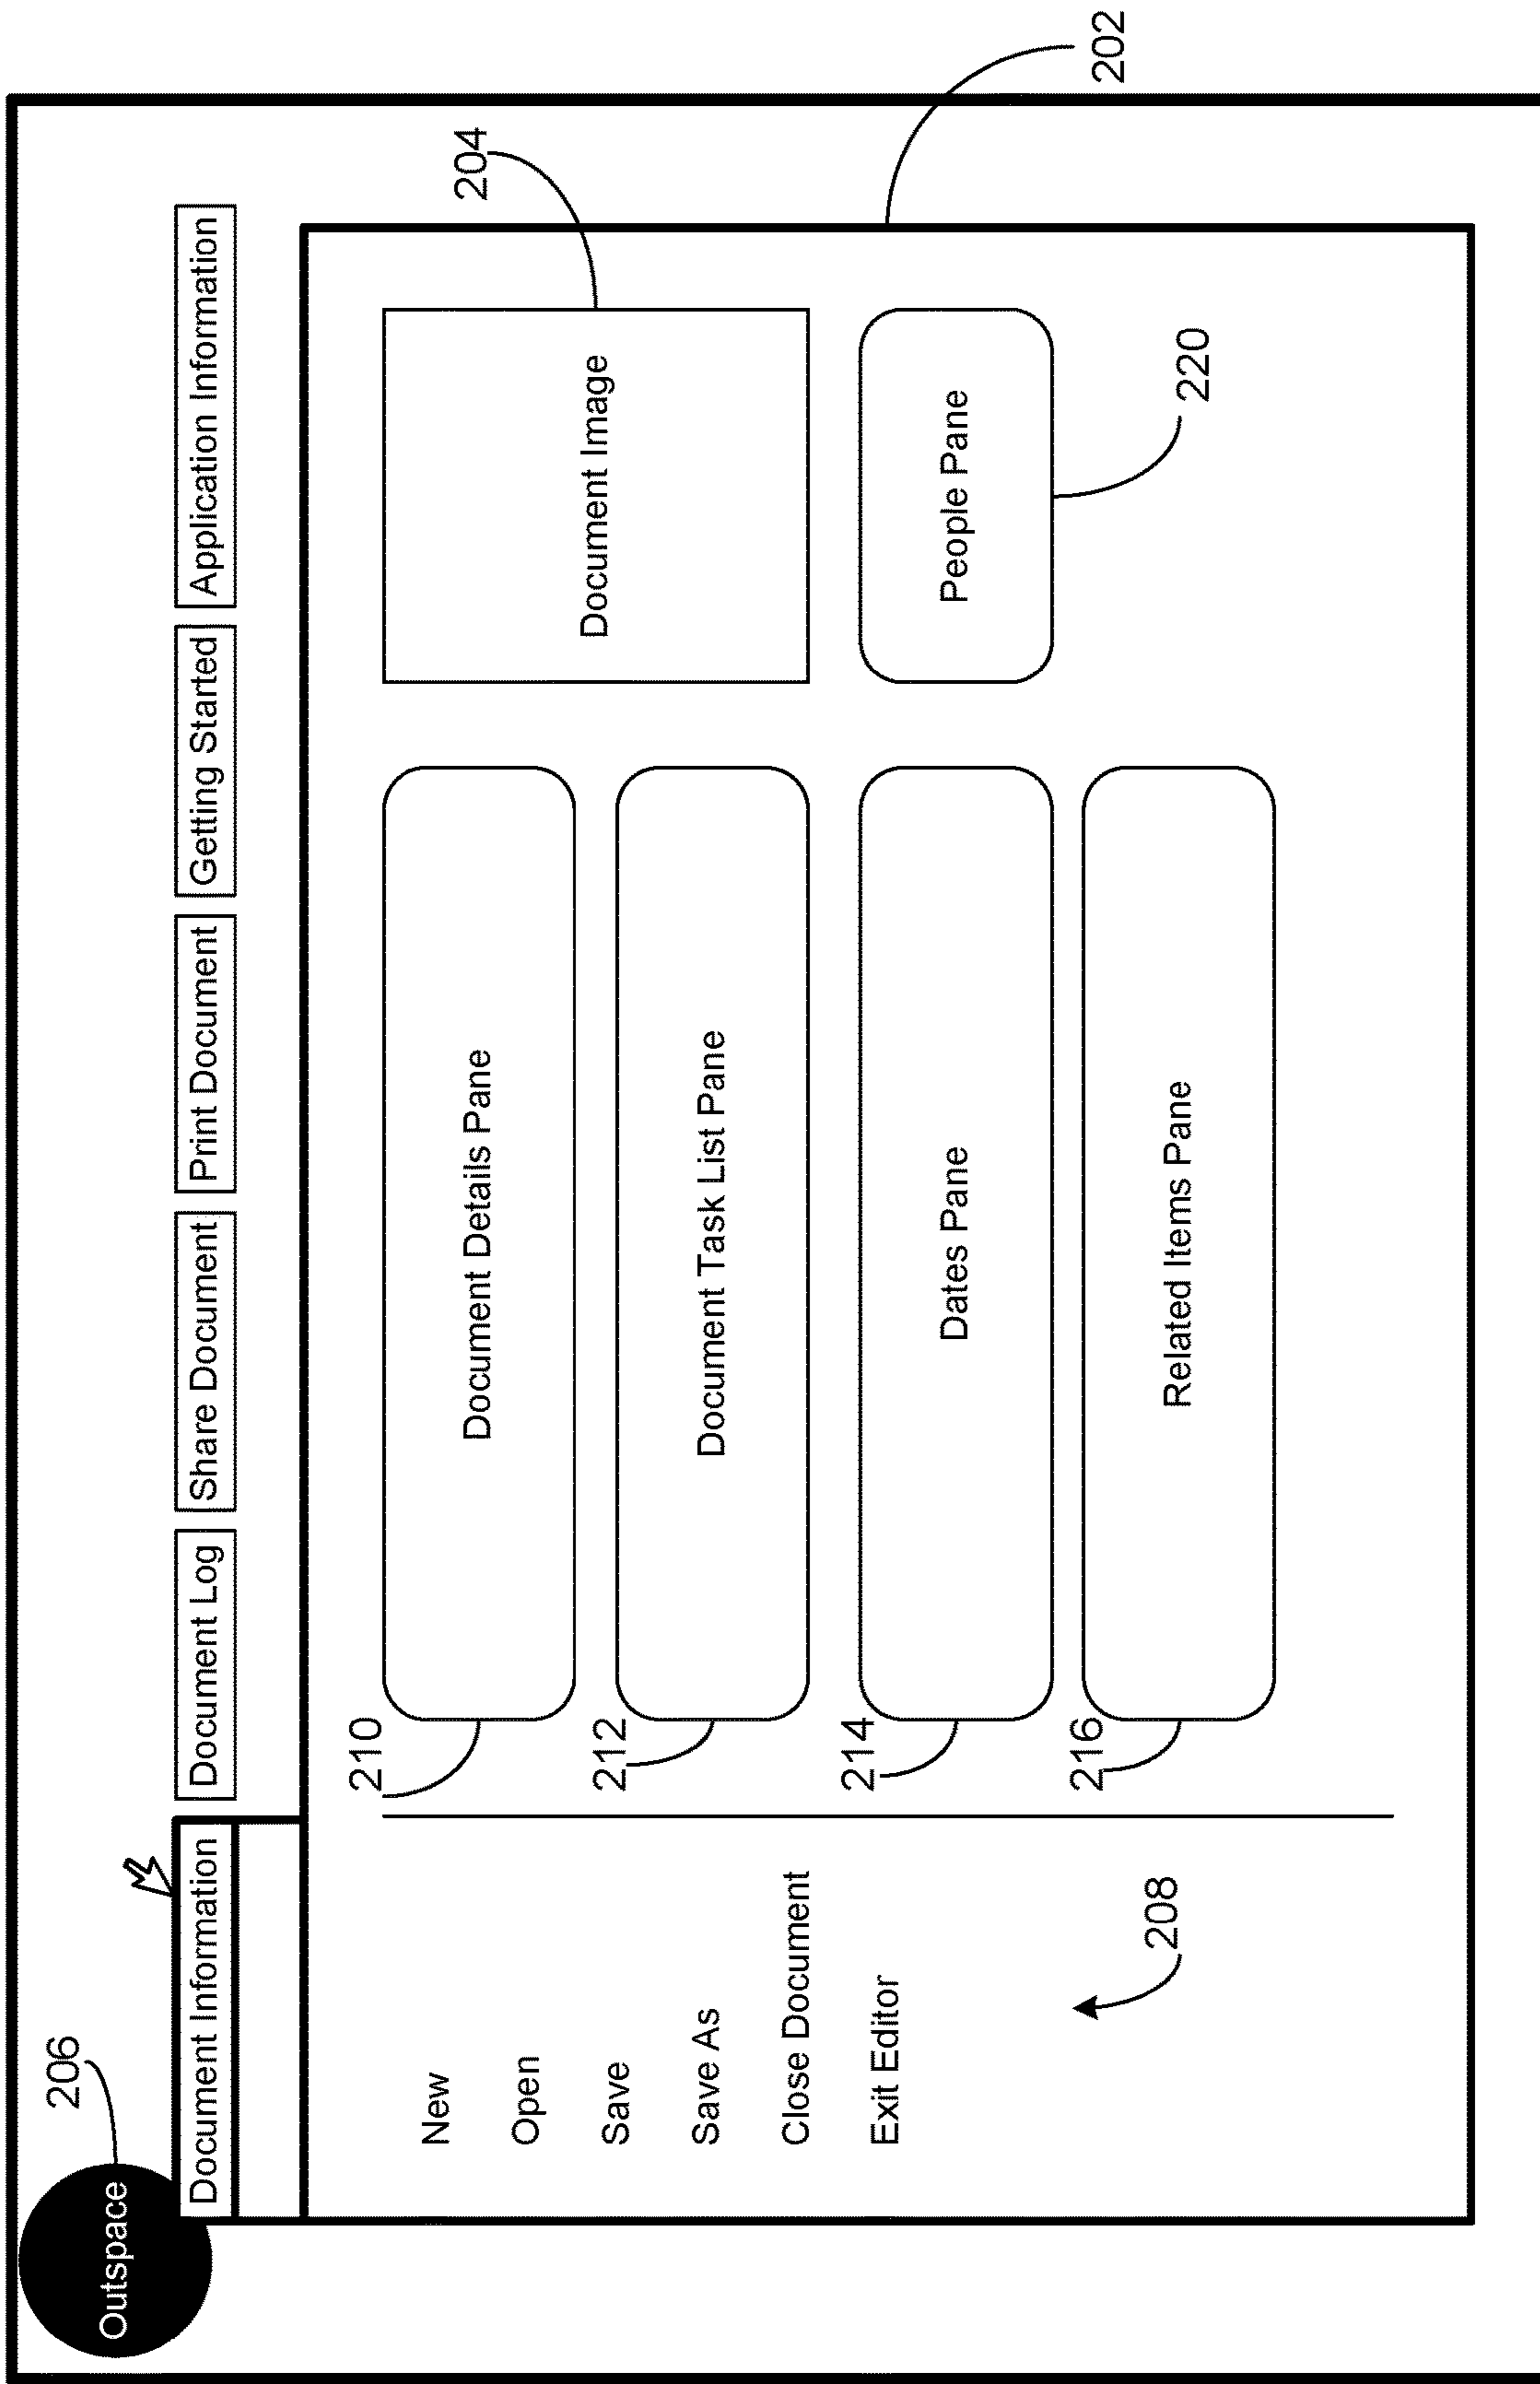 206
Outspace
Document Information
Document Log
Share Document
Print Document
Getting Started
Application Information
202
204
New
Open
Save
Save As
Close Document
Exit Editor
208
210
Document Details Pane
212
Document Task List Pane
214
Dates Pane
216
Related Items Pane
Document Image
People Pane
220